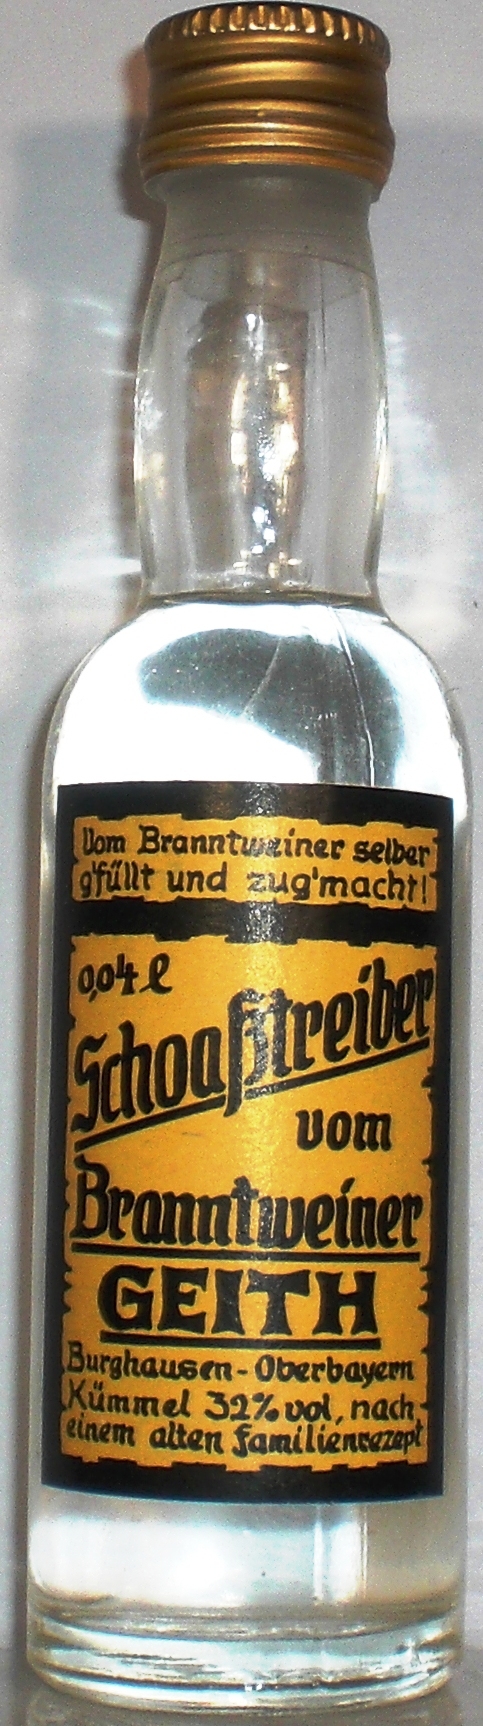 Vom Branntweiner selber
g'füllt und zug'macht!
0,04 l
Schoaßtreiber
vom
Branntweiner
GEITH
Burghausen-Oberbayern
Kümmel 32% vol, nach
einem alten Familienrezept